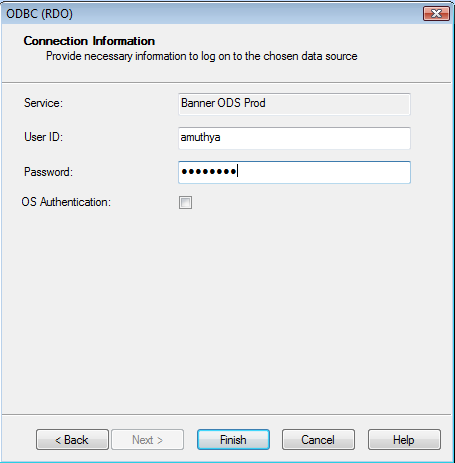 ODBC (RDO)
Connection Information
Provide necessary information to log on to the chosen data source
Service: Banner ODS Prod
User ID: amuthya
Password: ●●●●●●●●
OS Authentication:
< Back Next > Finish Cancel Help